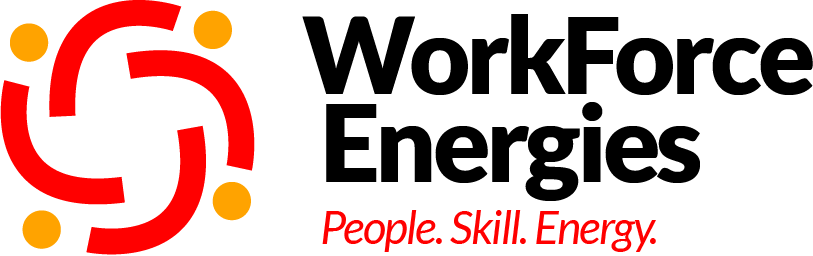 WorkForce
Energies
People. Skill. Energy.